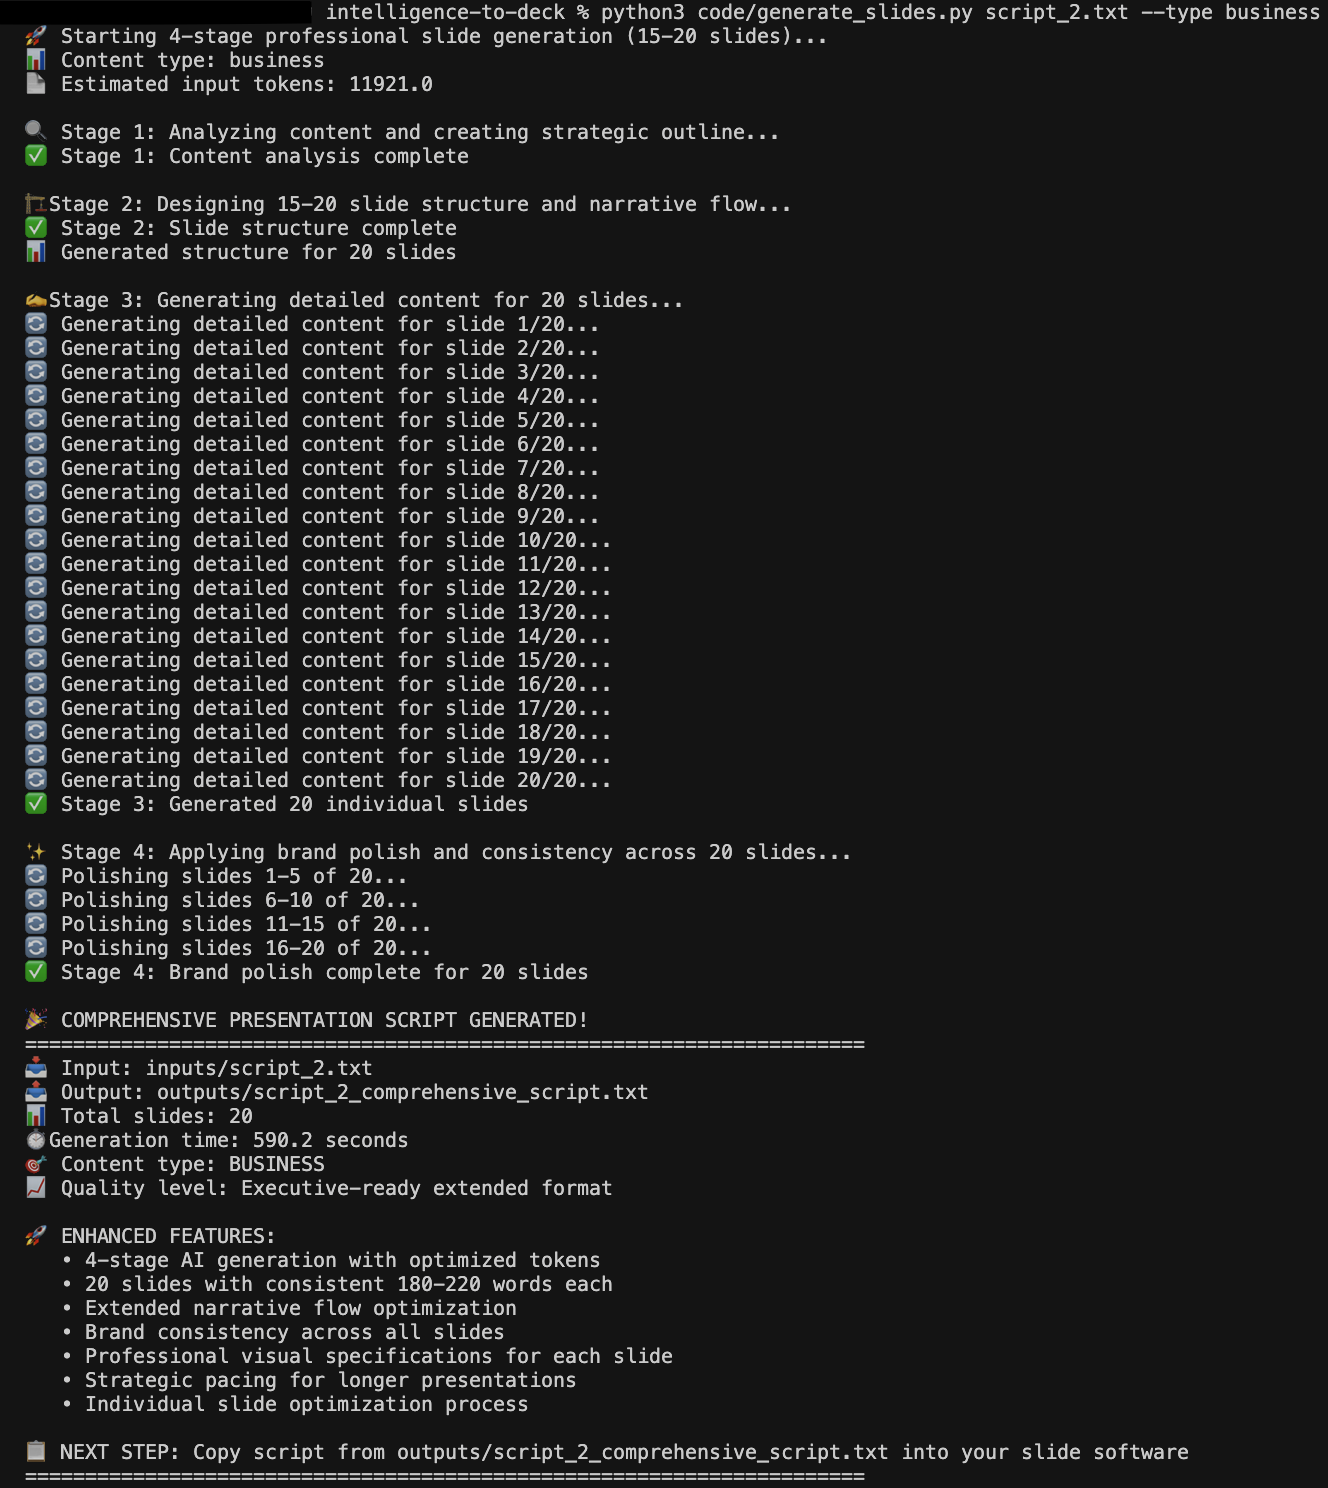 intelligence-to-deck % python3 code/generate_slides.py script_2.txt --type business
🚀 Starting 4-stage professional slide generation (15-20 slides)...
📊 Content type: business
📄 Estimated input tokens: 11921.0
🔍 Stage 1: Analyzing content and creating strategic outline...
✅ Stage 1: Content analysis complete
🏗️Stage 2: Designing 15-20 slide structure and narrative flow...
✅ Stage 2: Slide structure complete
📊 Generated structure for 20 slides
✍️Stage 3: Generating detailed content for 20 slides...
🔄 Generating detailed content for slide 1/20...
🔄 Generating detailed content for slide 2/20...
🔄 Generating detailed content for slide 3/20...
🔄 Generating detailed content for slide 4/20...
🔄 Generating detailed content for slide 5/20...
🔄 Generating detailed content for slide 6/20...
🔄 Generating detailed content for slide 7/20...
🔄 Generating detailed content for slide 8/20...
🔄 Generating detailed content for slide 9/20...
🔄 Generating detailed content for slide 10/20...
🔄 Generating detailed content for slide 11/20...
🔄 Generating detailed content for slide 12/20...
🔄 Generating detailed content for slide 13/20...
🔄 Generating detailed content for slide 14/20...
🔄 Generating detailed content for slide 15/20...
🔄 Generating detailed content for slide 16/20...
🔄 Generating detailed content for slide 17/20...
🔄 Generating detailed content for slide 18/20...
🔄 Generating detailed content for slide 19/20...
🔄 Generating detailed content for slide 20/20...
✅ Stage 3: Generated 20 individual slides
✨ Stage 4: Applying brand polish and consistency across 20 slides...
🔄 Polishing slides 1-5 of 20...
🔄 Polishing slides 6-10 of 20...
🔄 Polishing slides 11-15 of 20...
🔄 Polishing slides 16-20 of 20...
✅ Stage 4: Brand polish complete for 20 slides
🎉 COMPREHENSIVE PRESENTATION SCRIPT GENERATED!
======================================================================
📥 Input: inputs/script_2.txt
📤 Output: outputs/script_2_comprehensive_script.txt
📊 Total slides: 20
⏱️Generation time: 590.2 seconds
🎯 Content type: BUSINESS
📈 Quality level: Executive-ready extended format
🚀 ENHANCED FEATURES:
• 4-stage AI generation with optimized tokens
• 20 slides with consistent 180-220 words each
• Extended narrative flow optimization
• Brand consistency across all slides
• Professional visual specifications for each slide
• Strategic pacing for longer presentations
• Individual slide optimization process
📋 NEXT STEP: Copy script from outputs/script_2_comprehensive_script.txt into your slide software
======================================================================